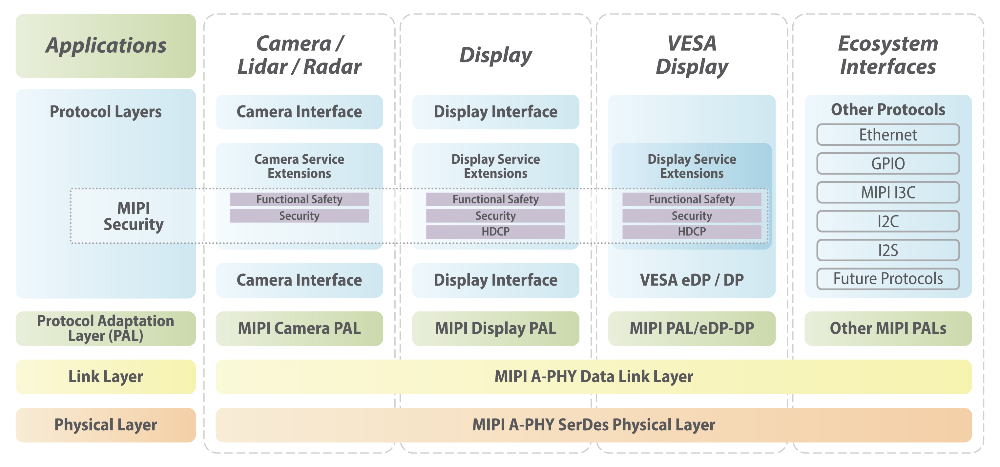 Applications
Camera /
Lidar / Radar
Display
VESA
Display
Ecosystem
Interfaces
Protocol Layers
MIPI
Security
Camera Interface
Camera Service
Extensions
Functional Safety
Security
Camera Interface
Display Interface
Display Service
Extensions
Functional Safety
Security
HDCP
Display Interface
Display Service
Extensions
Functional Safety
Security
HDCP
VESA eDP / DP
Other Protocols
Ethernet
GPIO
MIPI I3C
I2C
I2S
Future Protocols
Protocol Adaptation
Layer (PAL)
MIPI Camera PAL
MIPI Display PAL
MIPI PAL/eDP-DP
Other MIPI PALs
Link Layer
MIPI A-PHY Data Link Layer
Physical Layer
MIPI A-PHY SerDes Physical Layer